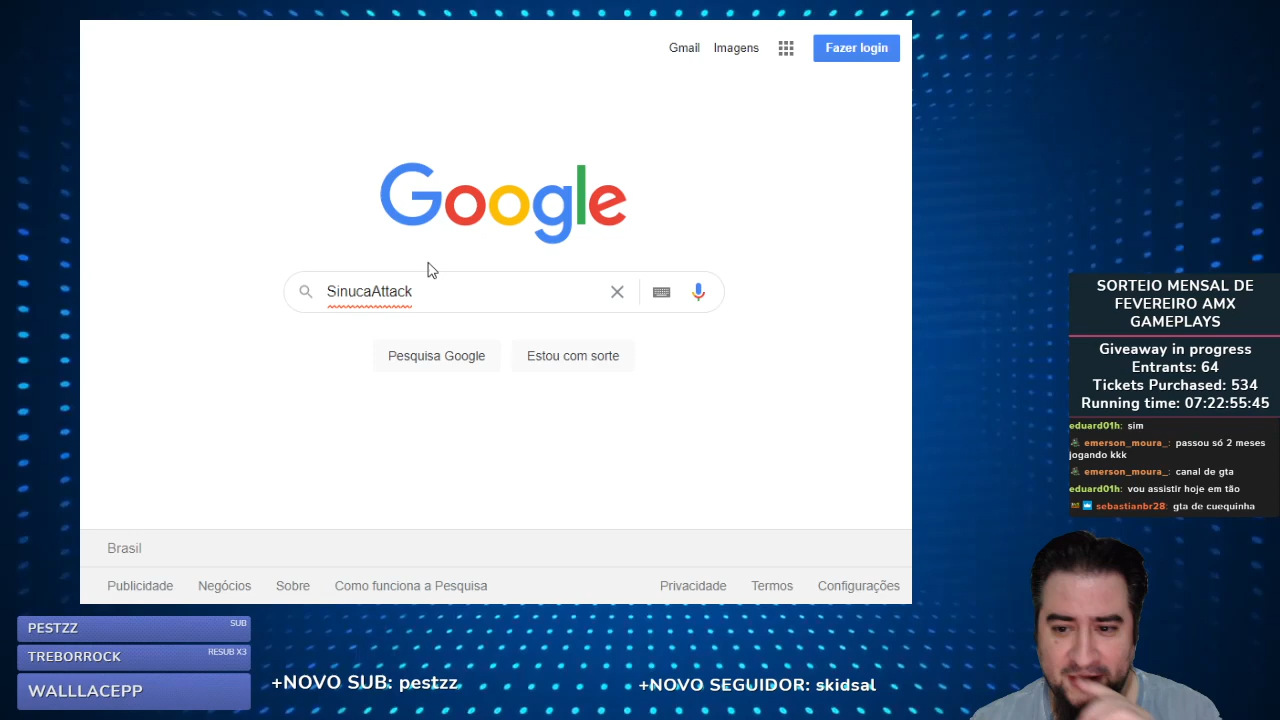 Gmail Imagens Fazer login
Google
SinucaAttack
Pesquisa Google Estou com sorte
Brasil
Publicidade Negócios Sobre Como funciona a Pesquisa Privacidade Termos Configurações
SORTEIO MENSAL DE
FEVEREIRO AMX
GAMEPLAYS
Giveaway in progress
Entrants: 64
Tickets Purchased: 534
Running time: 07:22:55:45
eduard01h: sim
emerson_moura_: passou só 2 meses
jogando kkk
emerson_moura_: canal de gta
eduard01h: vou assistir hoje em tão
sebastianbr28: gta de cuequinha
PESTZZ SUB
TREBORROCK RESUB X3
WALLLACEPP
+NOVO SUB: pestzz
+NOVO SEGUIDOR: skidsal